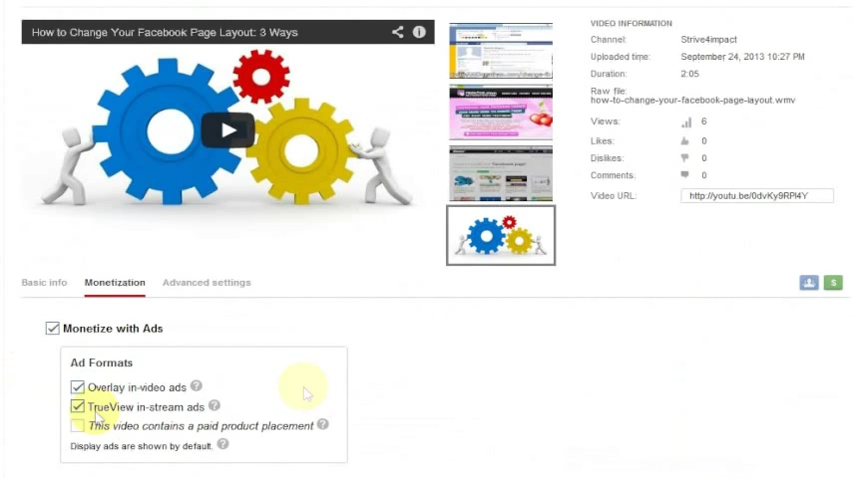 How to Change Your Facebook Page Layout: 3 Ways
VIDEO INFORMATION
Channel: Strive4impact
Uploaded time: September 24, 2013 10:27 PM
Duration: 2:05
Raw file:
how-to-change-your-facebook-page-layout.wmv
Views: 6
Likes: 0
Dislikes: 0
Comments: 0
Video URL: http://youtu.be/0dvKy9RPl4Y
Basic info Monetization Advanced settings
S
Monetize with Ads
Ad Formats
Overlay in-video ads ?
TrueView in-stream ads ?
This video contains a paid product placement ?
Display ads are shown by default. ?